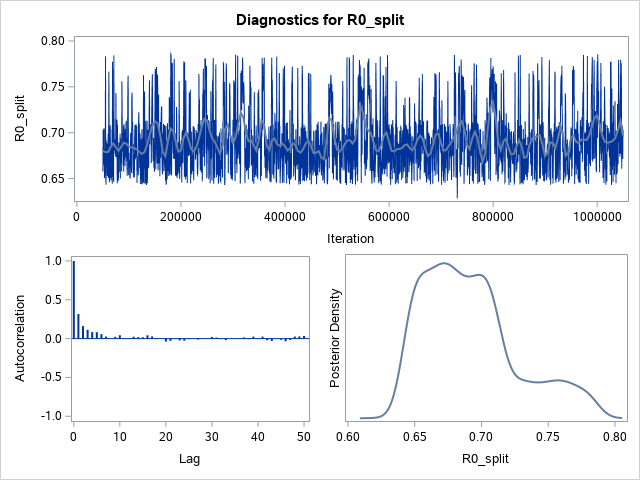 Diagnostics for R0_split
0.80
0.75
0.70
0.65
R0_split
0 200000 400000 600000 800000 1000000
Iteration
1.0
0.5
0.0
-0.5
-1.0
Autocorrelation
0 10 20 30 40 50
Lag
Posterior Density
0.60 0.65 0.70 0.75 0.80
R0_split